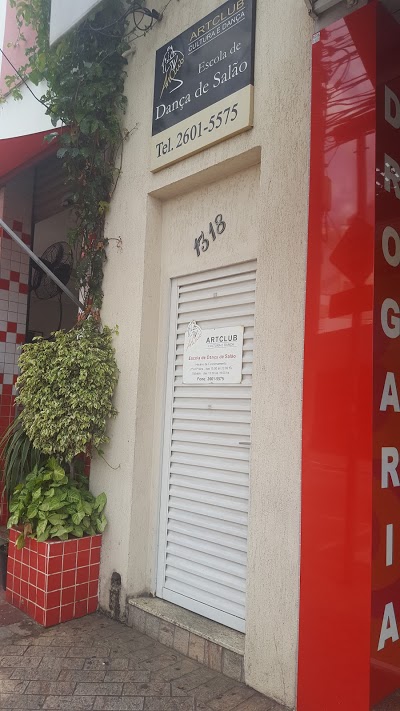 ARTCLUB
CULTURA E DANÇA
Escola de
Dança de Salão
Tel. 2601-5575
1318
ARTCLUB
Escola de Dança de Salão
Fone: 2601-5575
DROGARIA